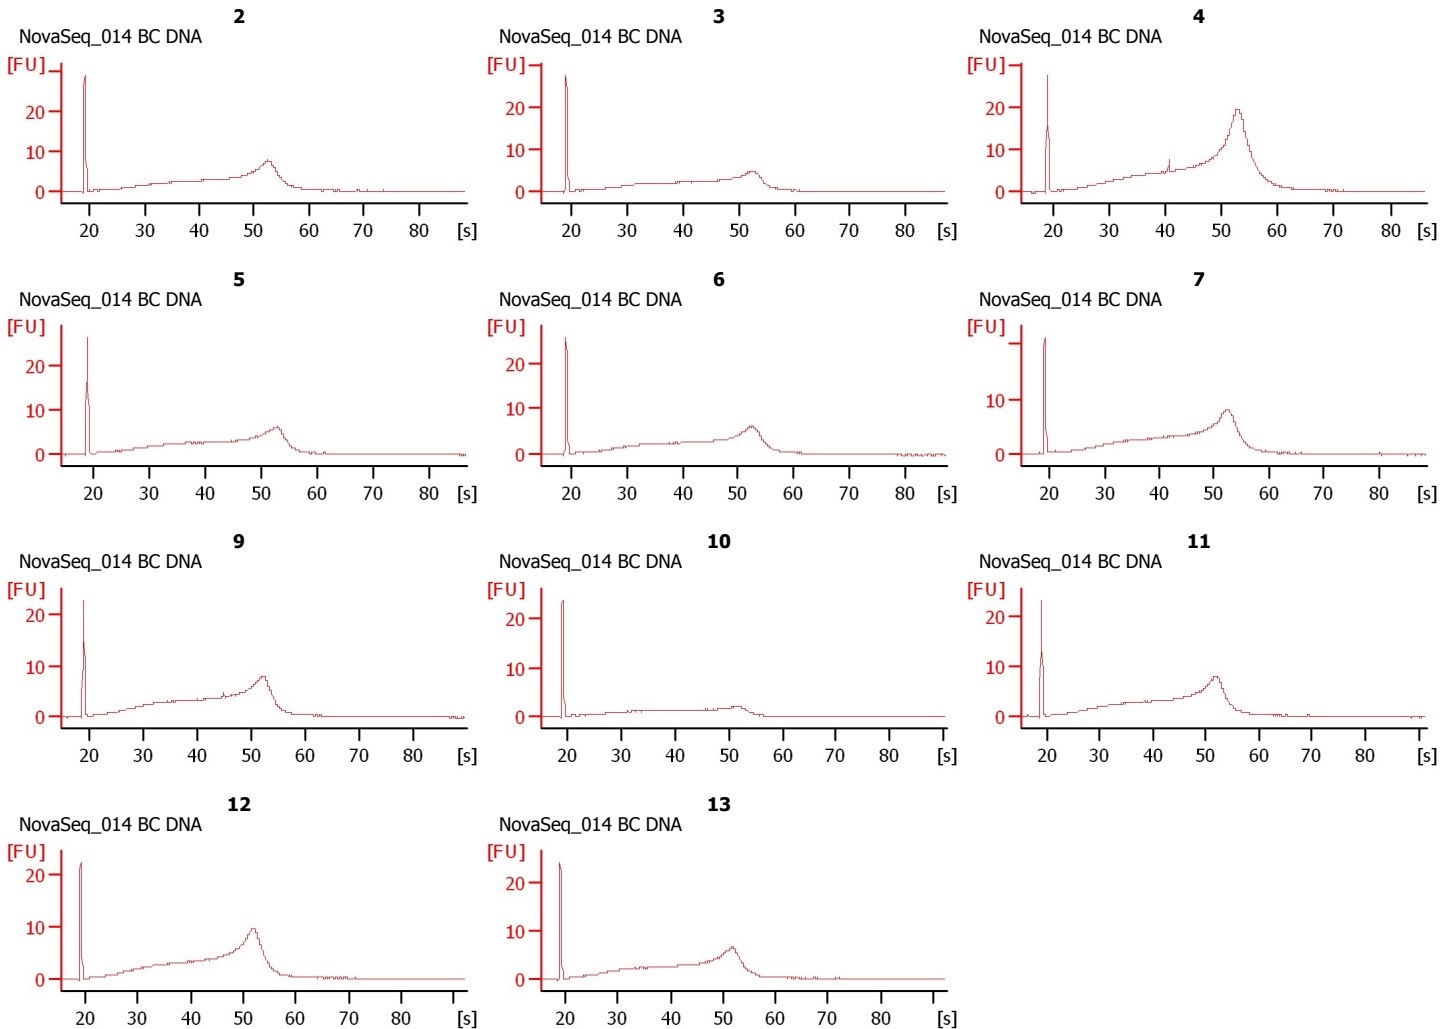 2 3 4
NovaSeq_014 BC DNA NovaSeq_014 BC DNA NovaSeq_014 BC DNA
[FU] [FU] [FU]
20 20 20
10 10 10
0 0 0
20 30 40 50 60 70 80 [s] 20 30 40 50 60 70 80 [s] 20 30 40 50 60 70 80 [s]
5 6 7
NovaSeq_014 BC DNA NovaSeq_014 BC DNA NovaSeq_014 BC DNA
[FU] [FU] [FU]
20 20
10 10 10
0 0 0
20 30 40 50 60 70 80 [s] 20 30 40 50 60 70 80 [s] 20 30 40 50 60 70 80 [s]
9 10 11
NovaSeq_014 BC DNA NovaSeq_014 BC DNA NovaSeq_014 BC DNA
[FU] [FU] [FU]
20 20 20
10 10 10
0 0 0
20 30 40 50 60 70 80 [s] 20 30 40 50 60 70 80 [s] 20 30 40 50 60 70 80 [s]
12 13
NovaSeq_014 BC DNA NovaSeq_014 BC DNA
[FU] [FU]
20 20
10 10
0 0
20 30 40 50 60 70 80 [s] 20 30 40 50 60 70 80 [s]